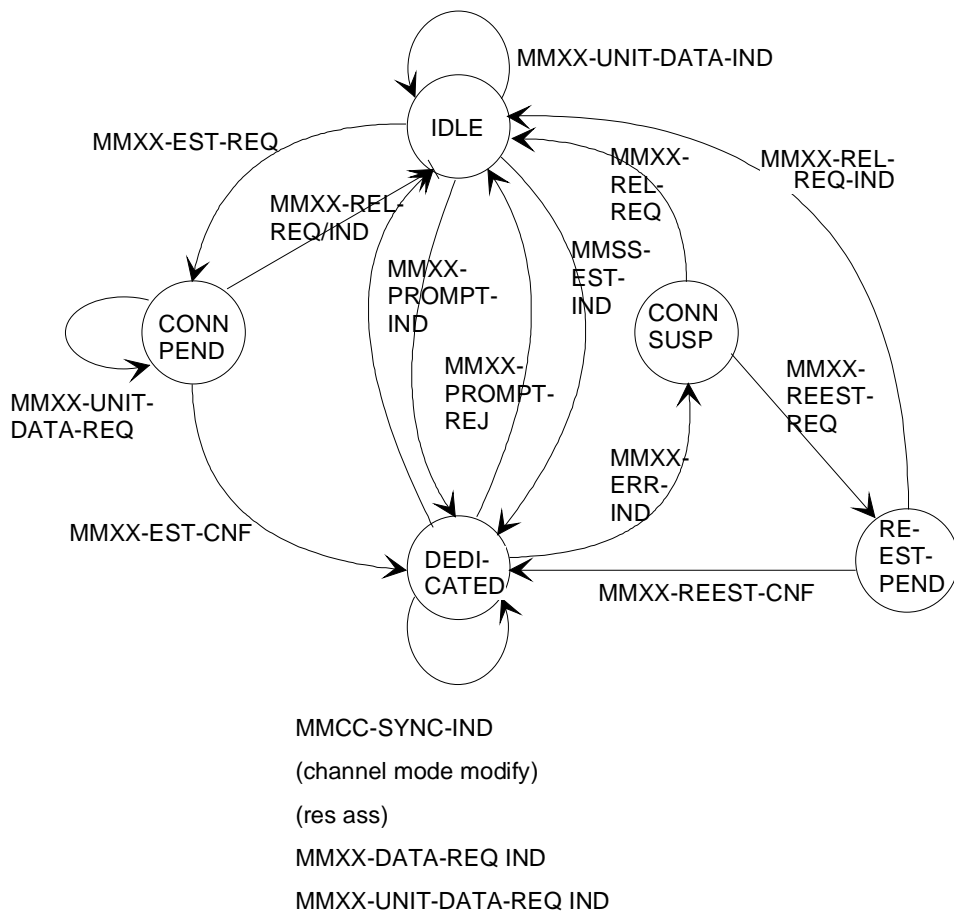 MMXX-UNIT-DATA-IND
IDLE
MMXX-EST-REQ
MMXX-
REL-
REQ
MMXX-REL-
REQ-IND
MMXX-REL-
REQ/IND
MMXX-
PROMPT-
IND
MMSS-
EST-
IND
CONN
PEND
CONN
SUSP
MMXX-
PROMPT-
REJ
MMXX-
REEST-
REQ
MMXX-UNIT-
DATA-REQ
MMXX-
ERR-
IND
MMXX-EST-CNF
DEDI-
CATED
RE-
EST-
PEND
MMXX-REEST-CNF
MMCC-SYNC-IND
(channel mode modify)
(res ass)
MMXX-DATA-REQ IND
MMXX-UNIT-DATA-REQ IND